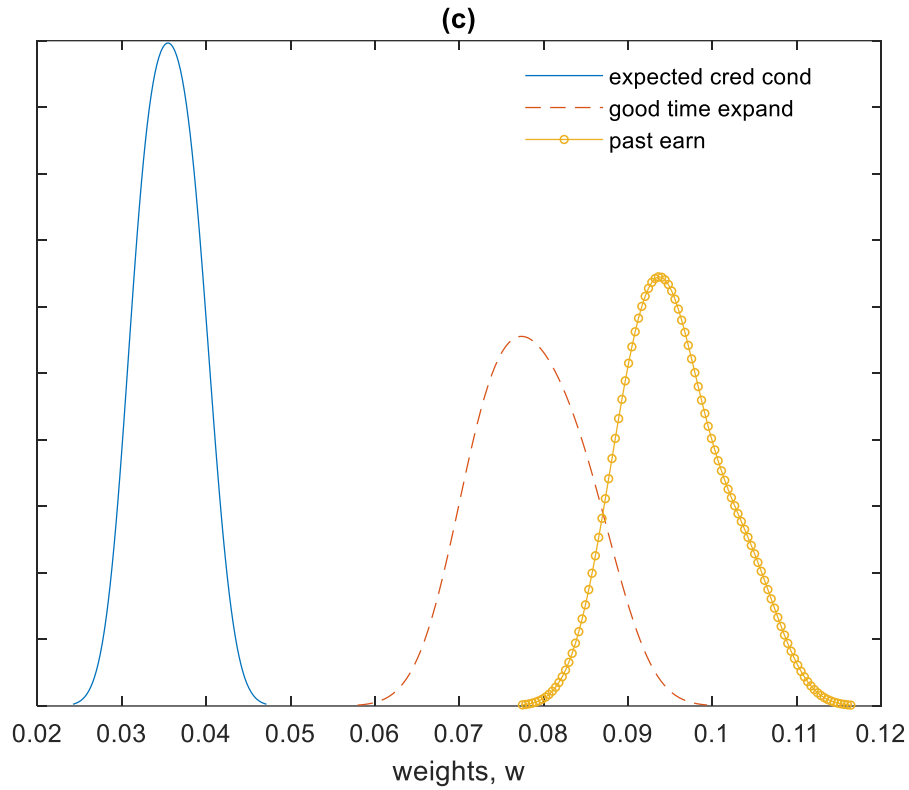 (c)
expected cred cond
good time expand
past earn
0.02 0.03 0.04 0.05 0.06 0.07 0.08 0.09 0.1 0.11 0.12
weights, w